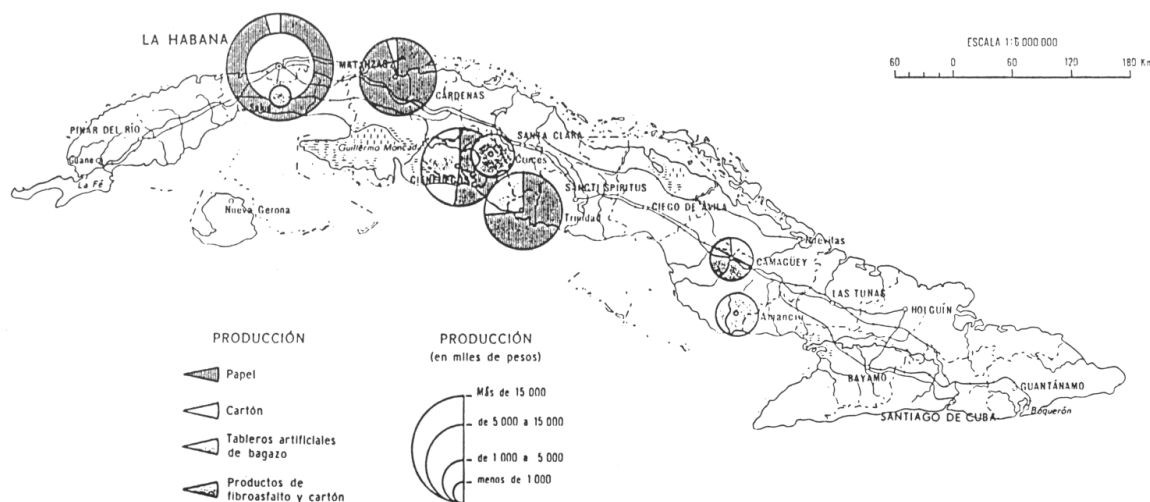 LA HABANA
MATANZAS
CÁRDENAS
PINAR DEL RÍO
Guane
La Fé
Nueva Gerona
SANTA CLARA
Cruces
CIENFUEGOS
SANCTI SPIRITUS
Trinidad
CIEGO DE ÁVILA
Nuevitas
CAMAGÜEY
LAS TUNAS
HOLGUÍN
Amancio
BAYAMO
GUANTÁNAMO
Boquerón
SANTIAGO DE CUBA
ESCALA 1:6 000 000
60 0 60 120 180 Km
PRODUCCIÓN
Papel
Cartón
Tableros artificiales
de bagazo
Productos de
fibroasfalto y cartón
PRODUCCIÓN
(en miles de pesos)
Más de 15 000
de 5 000 a 15 000
de 1 000 a 5 000
menos de 1 000